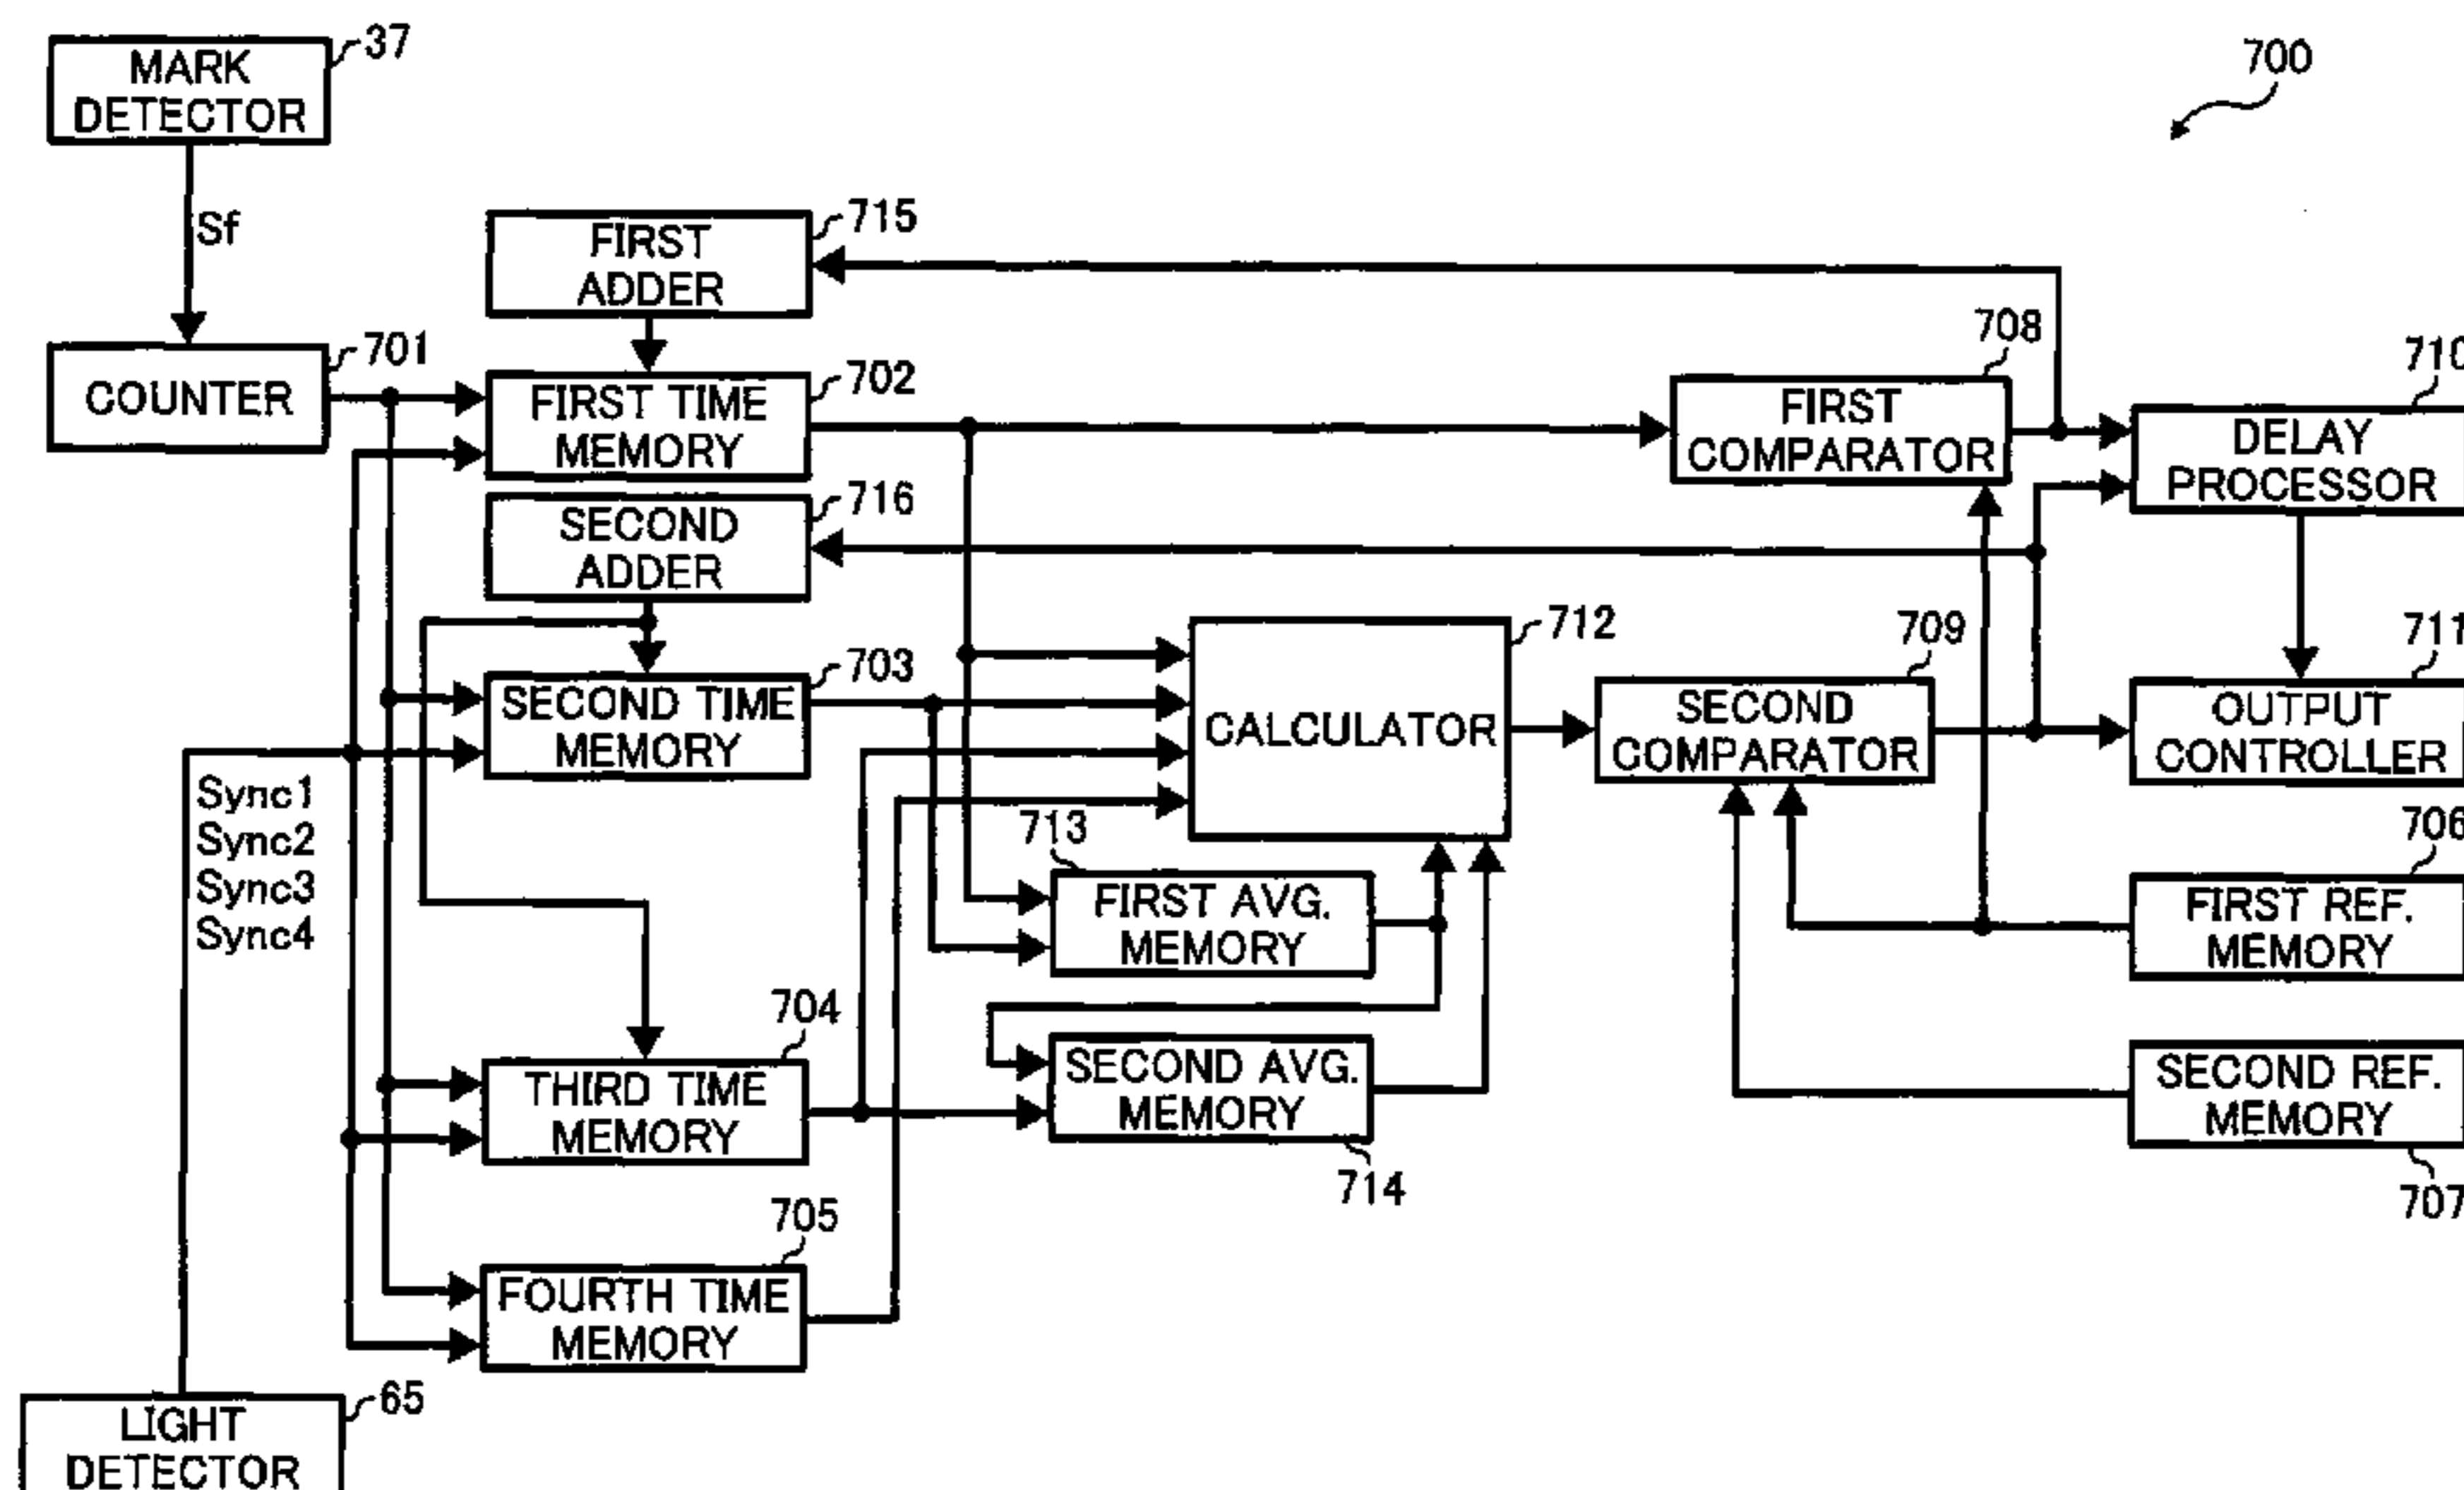 37
MARK
DETECTOR
700
Sf
715
FIRST
ADDER
708
701
COUNTER
702
FIRST TIME
MEMORY
FIRST
COMPARATOR
710
DELAY
PROCESSOR
716
SECOND
ADDER
712
709
711
703
SECOND TIME
MEMORY
CALCULATOR
SECOND
COMPARATOR
OUTPUT
CONTROLLER
Sync1
Sync2
Sync3
Sync4
713
706
FIRST AVG.
MEMORY
FIRST REF.
MEMORY
704
THIRD TIME
MEMORY
SECOND AVG.
MEMORY
SECOND REF.
MEMORY
714
707
705
FOURTH TIME
MEMORY
65
LIGHT
DETECTOR